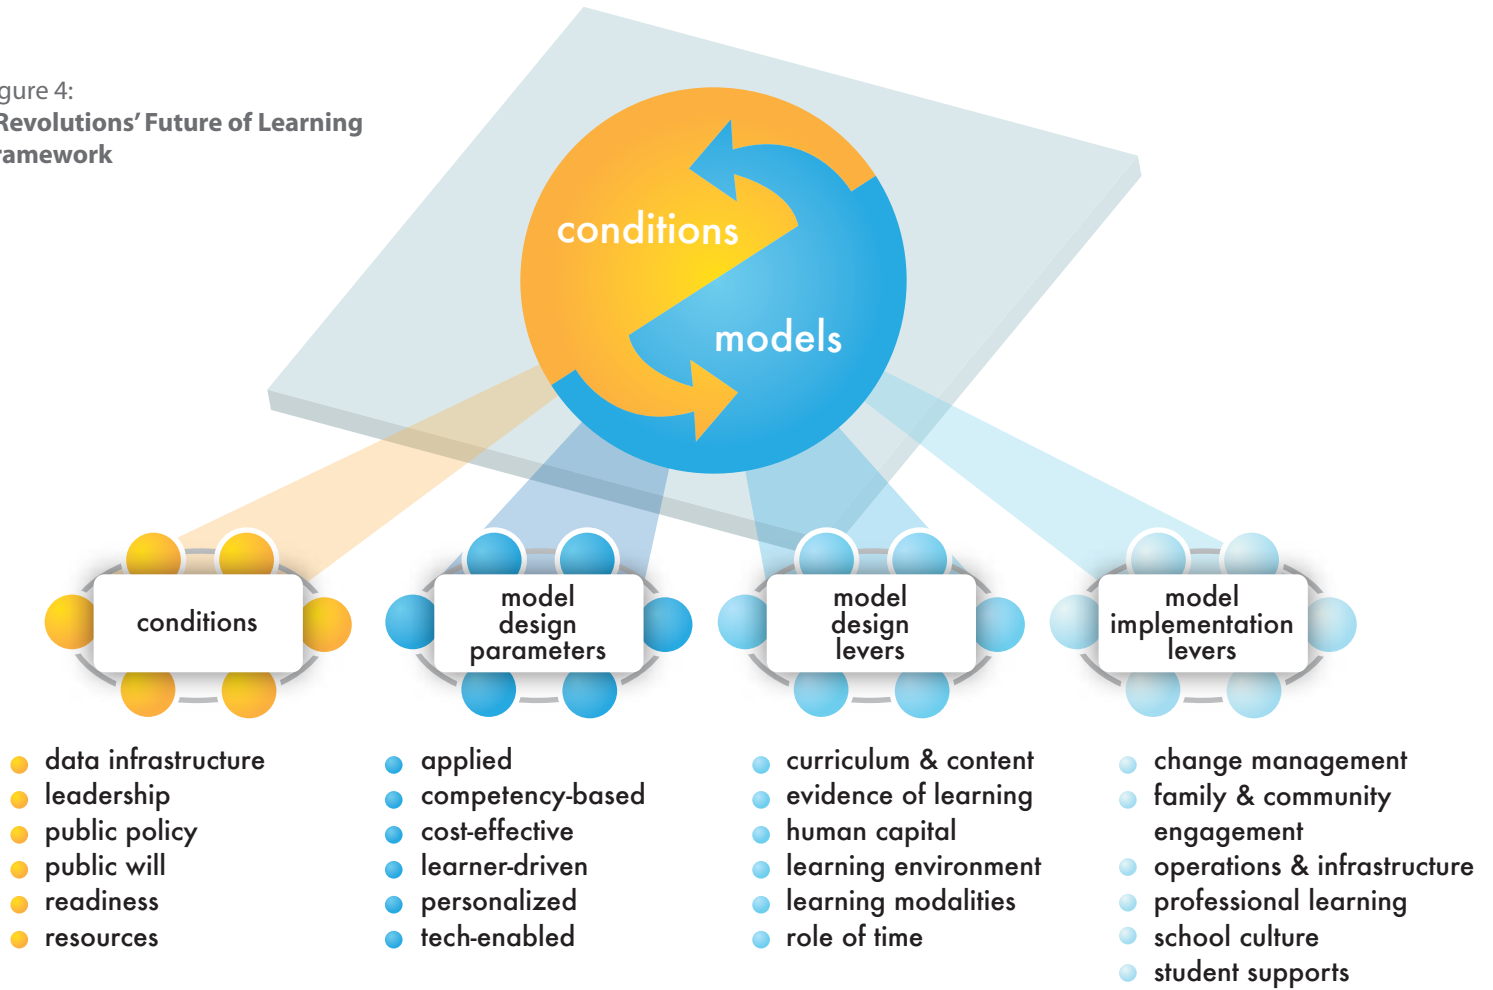 gure 4:
Revolutions' Future of Learning
ramework
conditions
models
conditions
model
design
parameters
model
design
levers
model
implementation
levers
data infrastructure
leadership
public policy
public will
readiness
resources
applied
competency-based
cost-effective
learner-driven
personalized
tech-enabled
curriculum & content
evidence of learning
human capital
learning environment
learning modalities
role of time
change management
family & community
engagement
operations & infrastructure
professional learning
school culture
student supports